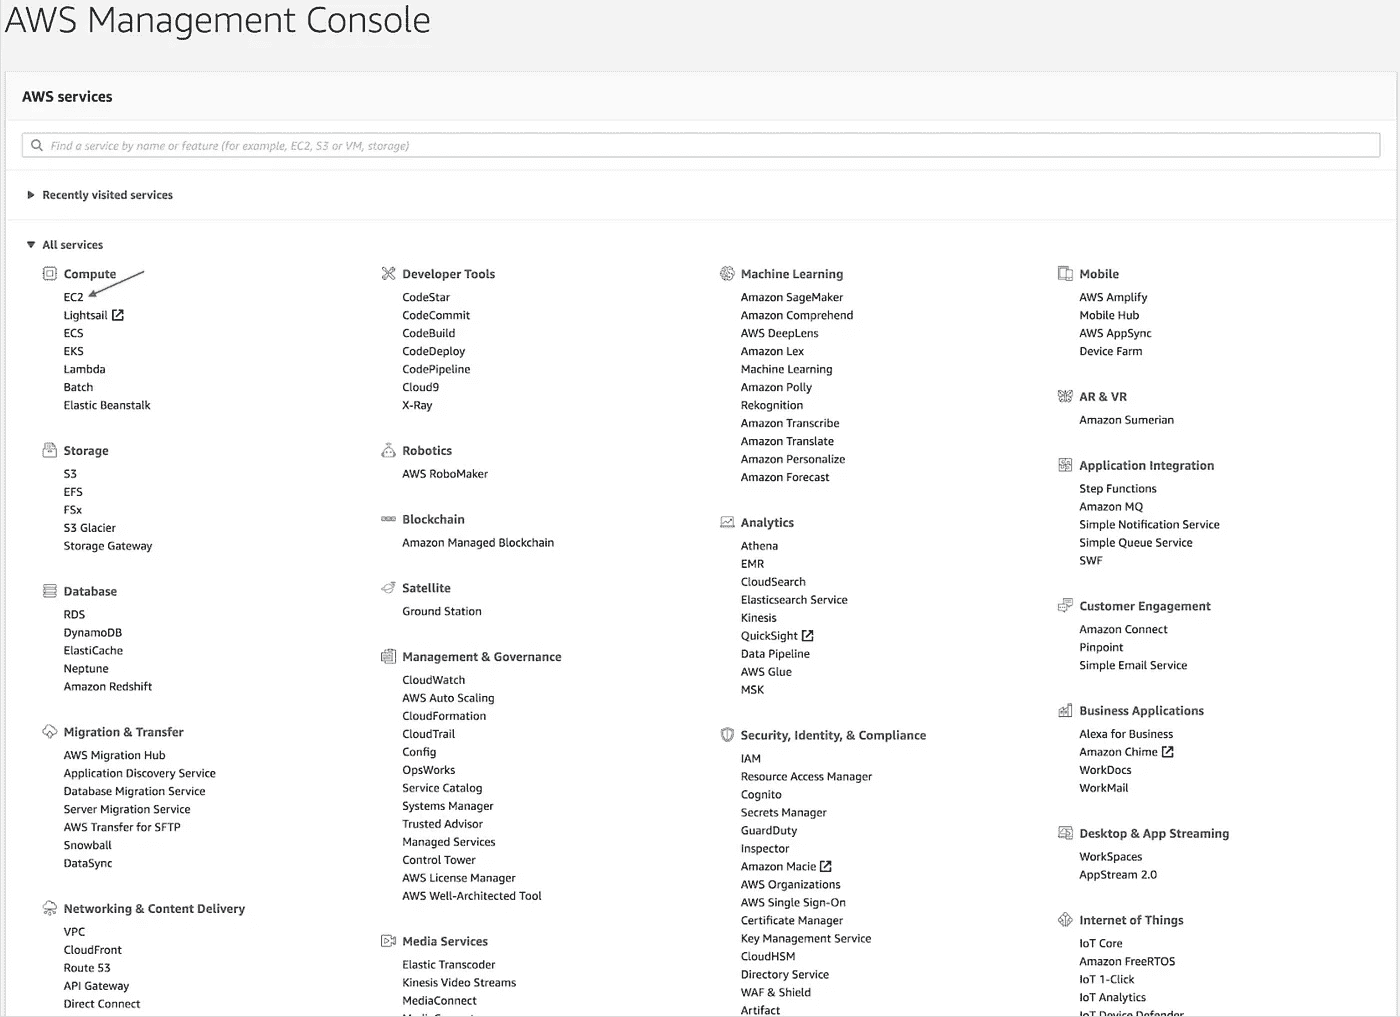 AWS Management Console
AWS services
Find a service by name or feature (for example, EC2, S3 or VM, storage)
Recently visited services
All services
Compute
EC2
Lightsail
ECS
EKS
Lambda
Batch
Elastic Beanstalk
Storage
S3
EFS
FSx
S3 Glacier
Storage Gateway
Database
RDS
DynamoDB
ElastiCache
Neptune
Amazon Redshift
Migration & Transfer
AWS Migration Hub
Application Discovery Service
Database Migration Service
Server Migration Service
AWS Transfer for SFTP
Snowball
DataSync
Networking & Content Delivery
VPC
CloudFront
Route 53
API Gateway
Direct Connect
Developer Tools
CodeStar
CodeCommit
CodeBuild
CodeDeploy
CodePipeline
Cloud9
X-Ray
Robotics
AWS RoboMaker
Blockchain
Amazon Managed Blockchain
Satellite
Ground Station
Management & Governance
CloudWatch
AWS Auto Scaling
CloudFormation
CloudTrail
Config
OpsWorks
Service Catalog
Systems Manager
Trusted Advisor
Managed Services
Control Tower
AWS License Manager
AWS Well-Architected Tool
Media Services
Elastic Transcoder
Kinesis Video Streams
MediaConnect
Machine Learning
Amazon SageMaker
Amazon Comprehend
AWS DeepLens
Amazon Lex
Machine Learning
Amazon Polly
Rekognition
Amazon Transcribe
Amazon Translate
Amazon Personalize
Amazon Forecast
Analytics
Athena
EMR
CloudSearch
Elasticsearch Service
Kinesis
QuickSight
Data Pipeline
AWS Glue
MSK
Security, Identity, & Compliance
IAM
Resource Access Manager
Cognito
Secrets Manager
GuardDuty
Inspector
Amazon Macie
AWS Organizations
AWS Single Sign-On
Certificate Manager
Key Management Service
CloudHSM
Directory Service
WAF & Shield
Artifact
Mobile
AWS Amplify
Mobile Hub
AWS AppSync
Device Farm
AR & VR
Amazon Sumerian
Application Integration
Step Functions
Amazon MQ
Simple Notification Service
Simple Queue Service
SWF
Customer Engagement
Amazon Connect
Pinpoint
Simple Email Service
Business Applications
Alexa for Business
Amazon Chime
WorkDocs
WorkMail
Desktop & App Streaming
WorkSpaces
AppStream 2.0
Internet of Things
IoT Core
Amazon FreeRTOS
IoT 1-Click
IoT Analytics
IoT Device Defender